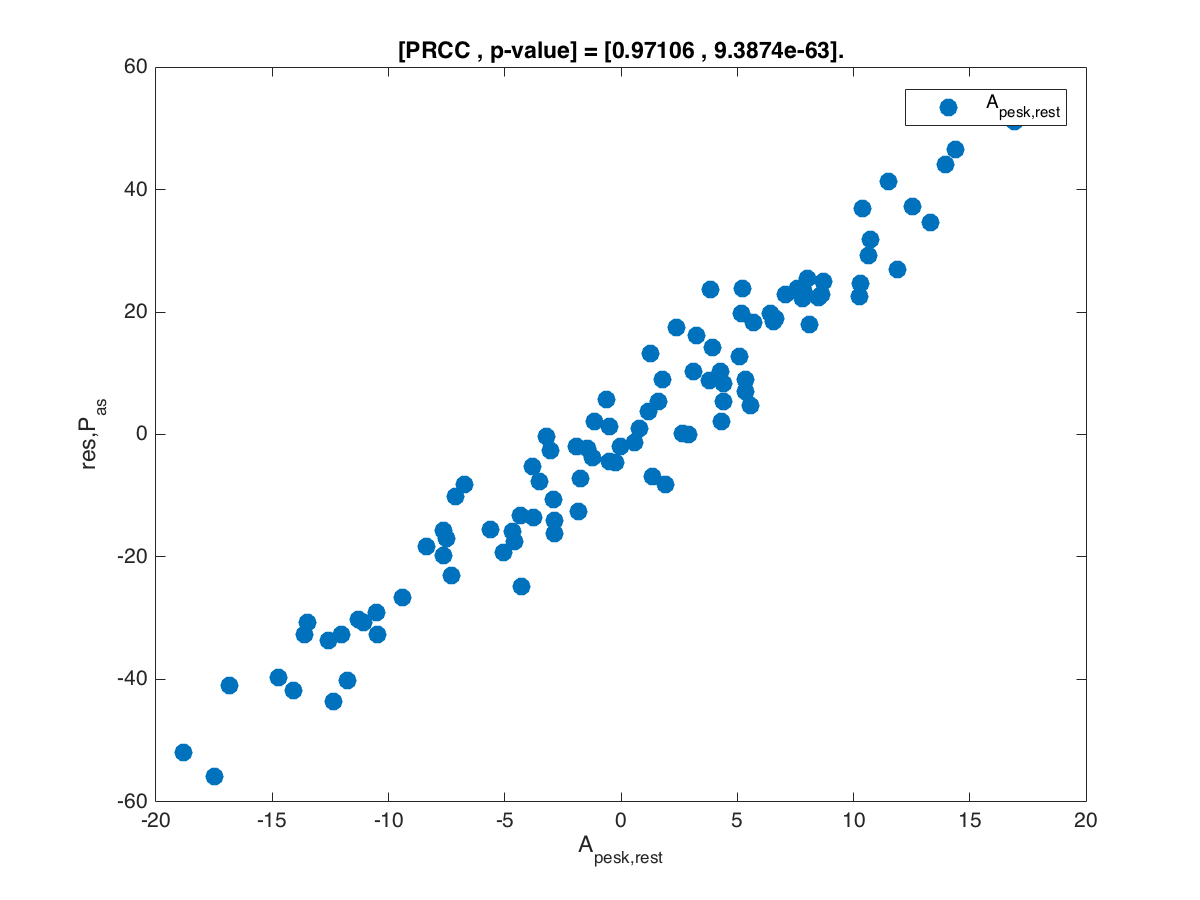 [PRCC , p-value] = [0.97106 , 9.3874e-63].
60
40
20
0
-20
-40
-60
res,P_as
A_pesk,rest
-20 -15 -10 -5 0 5 10 15 20
A_pesk,rest